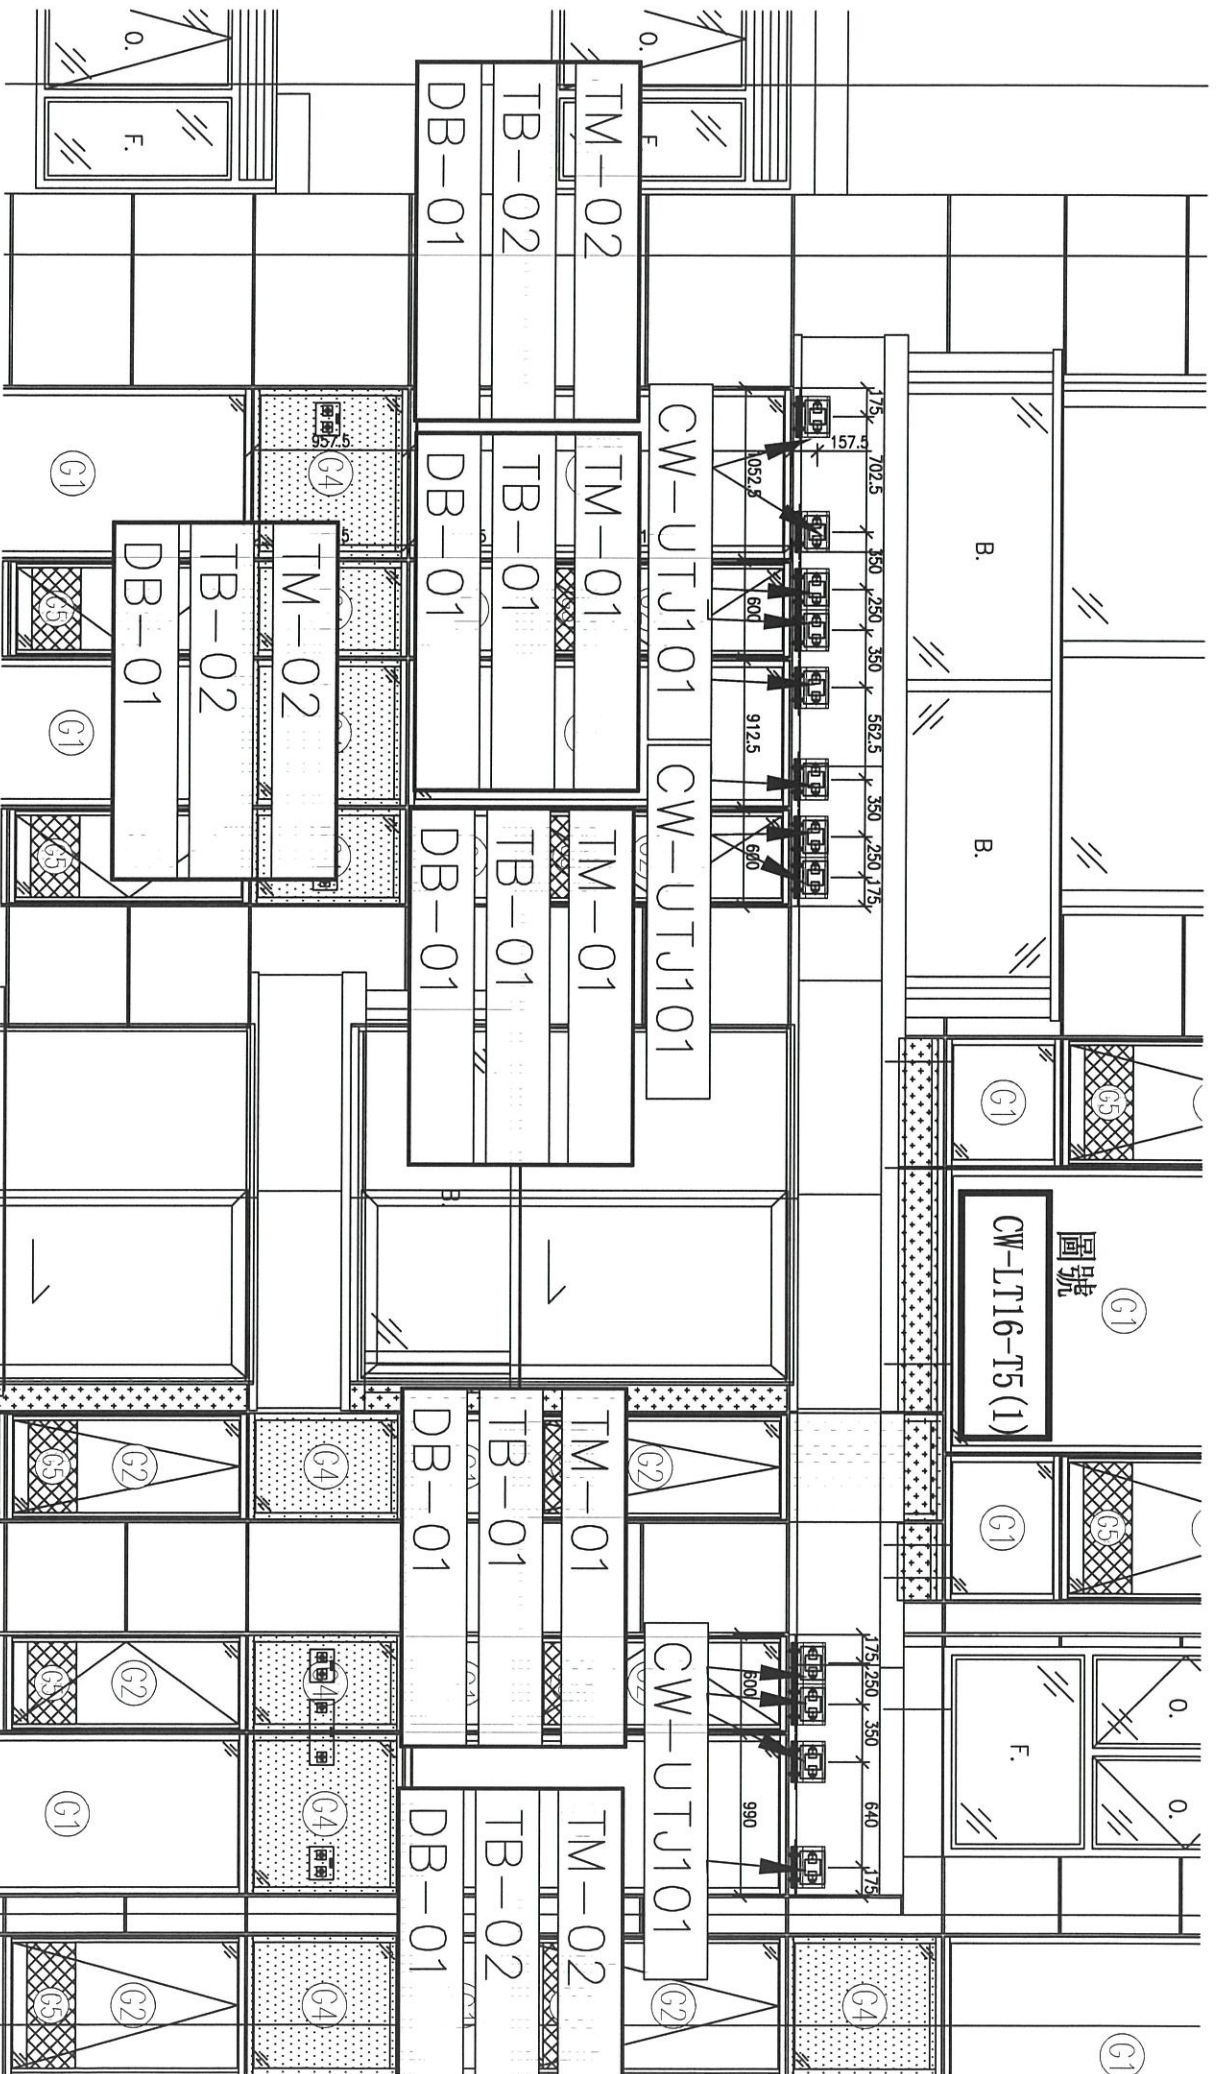 O.
O.
G1
G1
G5
G5
圖號
G1
CW-LT16-T5(1)
G1
F.
B.
B.
175 702.5 350 250 350 562.5 350 250 175
175 250 350 640 175
157.5
G4
1052.5 600 912.5 600
600 990
CW-UTJ101
CW-UTJ101
CW-UTJ101
G2
G2
O.
F.
TM-02
TB-02
DB-01
TM-01
TB-01
DB-01
TM-01
TB-01
DB-01
B.
TM-01
TB-01
DB-01
TM-02
TB-02
DB-01
957.5
G4
TM-02
TB-02
DB-01
G4
G4
G4
G4
O.
F.
G2
G2
G2
G1
G1
G1
G5
G5
G5
G5
G5